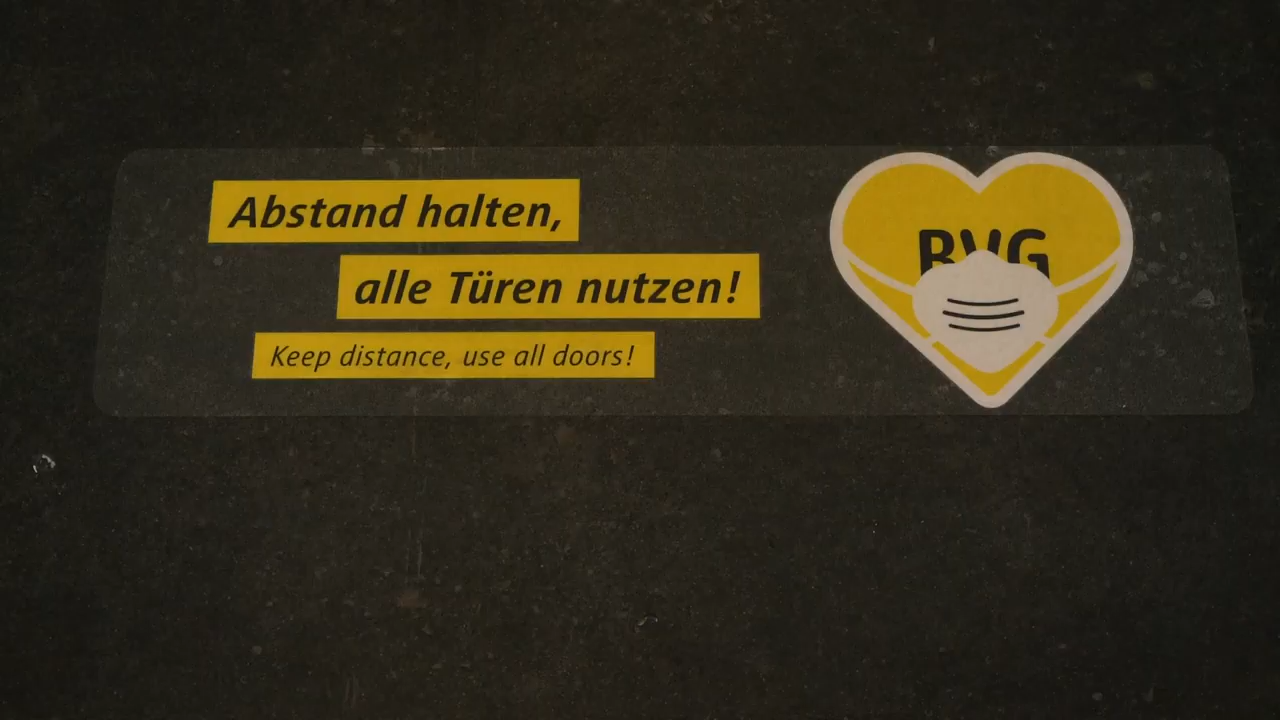 Abstand halten,
alle Türen nutzen!
Keep distance, use all doors!
BVG